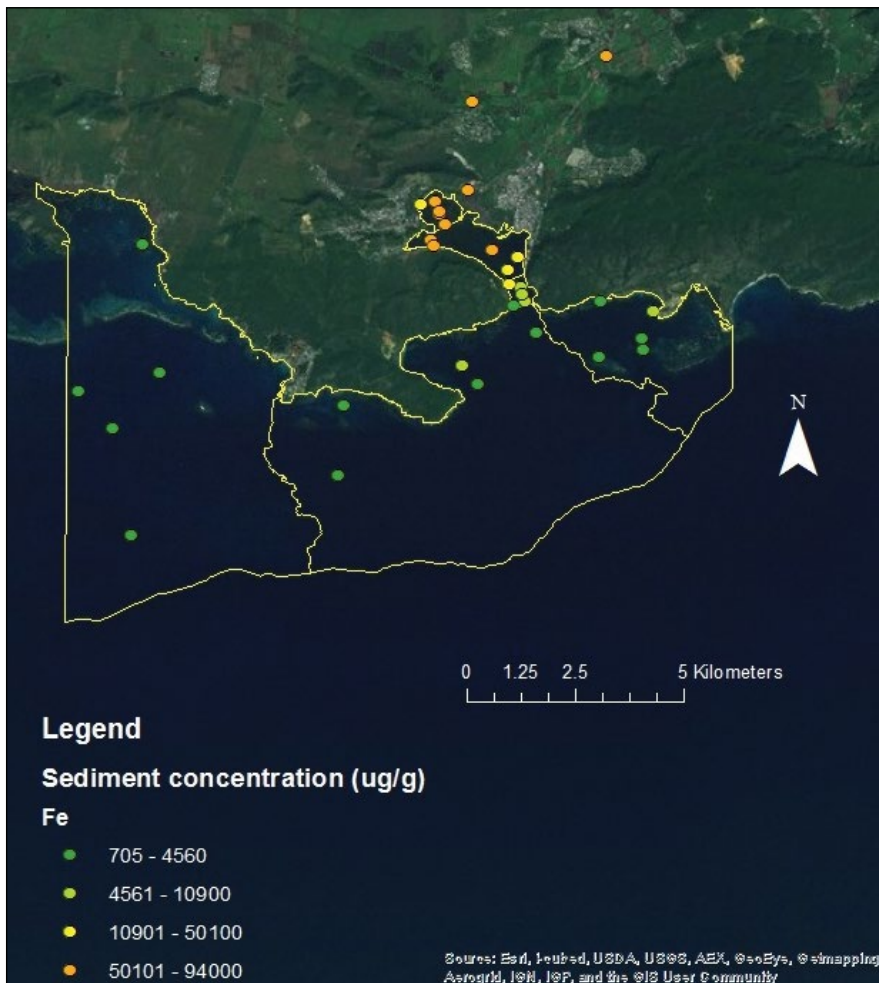 N
0 1.25 2.5 5 Kilometers
Legend
Sediment concentration (ug/g)
Fe
705 - 4560
4561 - 10900
10901 - 50100
50101 - 94000
Source: Esri, i-cubed, USDA, USGS, AEX, GeoEye, Getmapping,
Aerogrid, IGN, IGP, and the GIS User Community